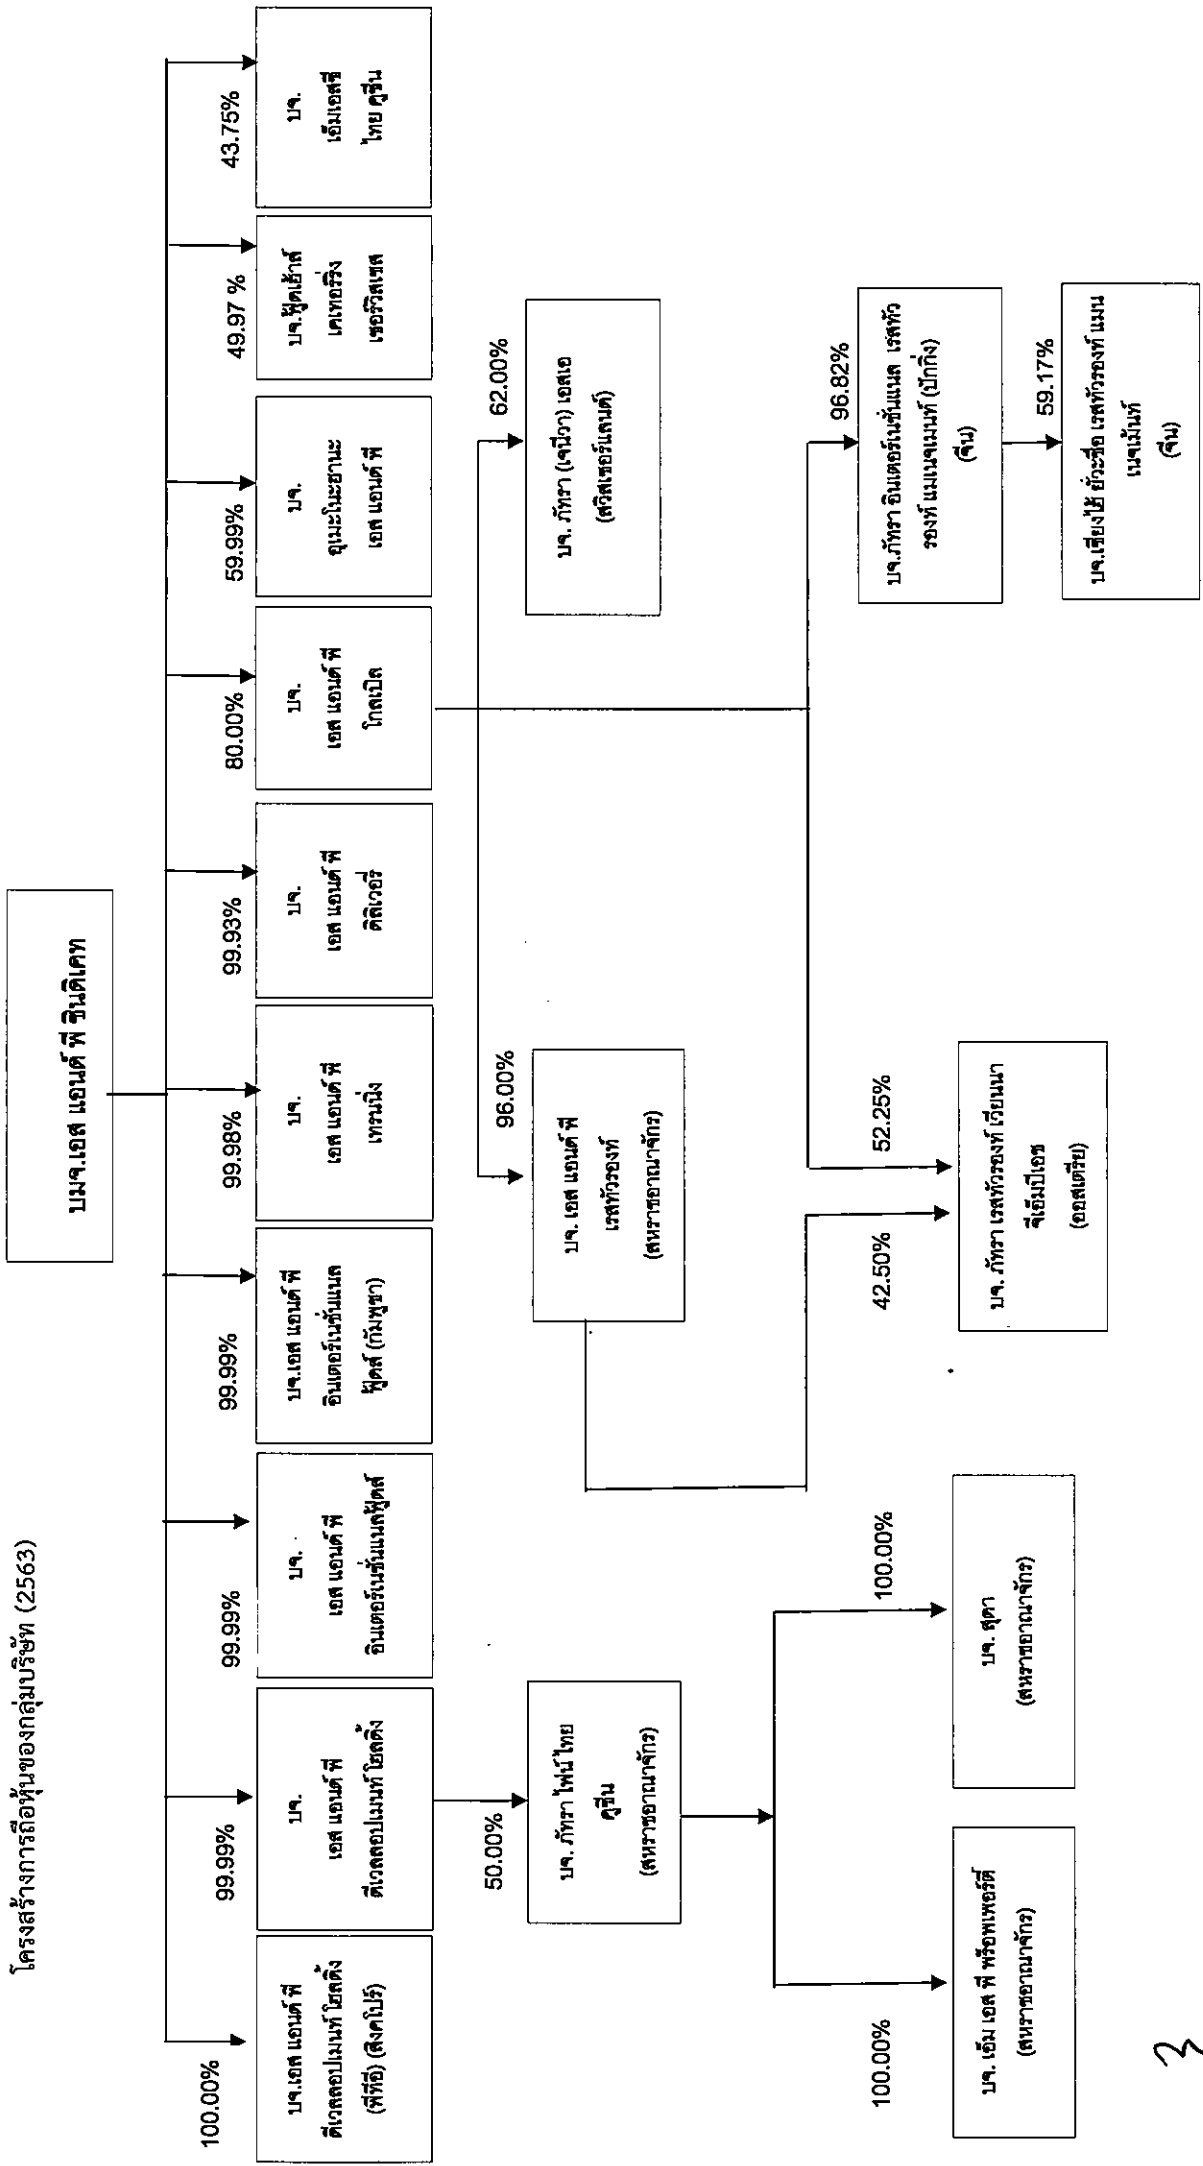 โครงสร้างการถือหุ้นของกลุ่มบริษัท (2563)
บมจ.เอส แอนด์ พี ซินดิเคท
100.00%
99.99%
99.99%
99.99%
99.98%
99.93%
80.00%
59.99%
49.97 %
43.75%
บจ.เอส แอนด์ พี
ดีเวลลอปเมนท์ โฮลดิ้ง
(พีทีอี) (สิงคโปร์)
บจ.
เอส แอนด์ พี
ดีเวลลอปเมนท์ โฮลดิ้ง
บจ.
เอส แอนด์ พี
อินเตอร์เนชั่นแนลฟู้ดส์
บจ.เอส แอนด์ พี
อินเตอร์เนชั่นแนล
ฟู้ดส์ (กัมพูชา)
บจ.
เอส แอนด์ พี
เทรนนิ่ง
บจ.
เอส แอนด์ พี
ดิลิเวอรี่
บจ.
เอส แอนด์ พี
โกลเบิล
บจ.
อุเมะโนะฮานะ
เอส แอนด์ พี
บจ.ฟู้ดเฮ้าส์
เคเทอริ่ง
เซอร์วิสเซส
บจ.
เอ็มเอสซี
ไทย คูซีน
50.00%
96.00%
62.00%
บจ. ภัทรา ไฟน์ ไทย
คูซีน
(สหราชอาณาจักร)
บจ. เอส แอนด์ พี
เรสทัวรองท์
(สหราชอาณาจักร)
บจ. ภัทรา (เจนีวา) เอสเอ
(สวิสเซอร์แลนด์)
100.00%
100.00%
42.50%
52.25%
96.82%
บจ. เอ็ม เอส พี พร็อพเพอร์ตี้
(สหราชอาณาจักร)
บจ. สุดา
(สหราชอาณาจักร)
บจ. ภัทรา เรสทัวรองท์ เวียนนา
จีเอ็มบีเอช
(ออสเตรีย)
บจ.ภัทรา อินเตอร์เนชั่นแนล เรสทัว
รองท์ แมเนจเมนท์ (ปักกิ่ง)
(จีน)
59.17%
บจ.เซี่ยงไฮ้ ยั่วะซือ เรสทัวรองท์ แมน
เนจเม้นท์
(จีน)
3